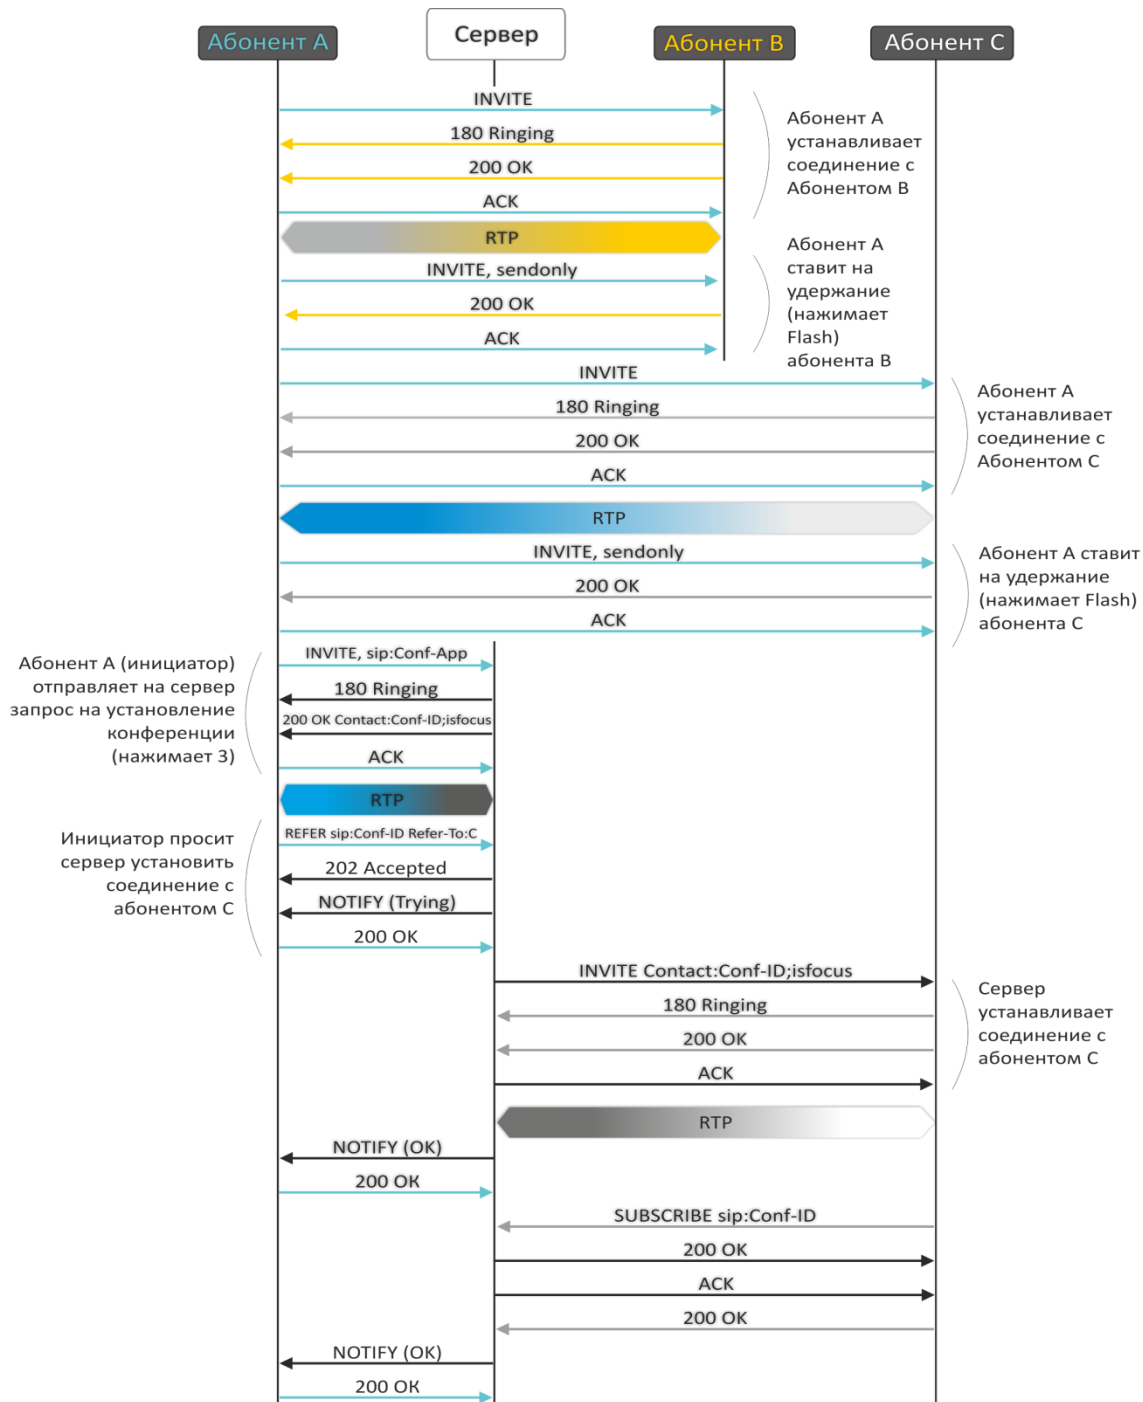 Абонент А
Сервер
Абонент В
Абонент С
INVITE
180 Ringing
200 OK
ACK
Абонент А
устанавливает
соединение с
Абонентом В
RTP
INVITE, sendonly
200 OK
ACK
Абонент А
ставит на
удержание
(нажимает
Flash)
абонента В
INVITE
180 Ringing
200 OK
ACK
Абонент А
устанавливает
соединение с
Абонентом С
RTP
INVITE, sendonly
200 OK
ACK
Абонент А ставит
на удержание
(нажимает Flash)
абонента С
Абонент А (инициатор)
отправляет на сервер
запрос на установление
конференции
(нажимает 3)
INVITE, sip:Conf-App
180 Ringing
200 OK Contact:Conf-ID;isfocus
ACK
RTP
Инициатор просит
сервер установить
соединение с
абонентом С
REFER sip:Conf-ID Refer-To:C
202 Accepted
NOTIFY (Trying)
200 OK
INVITE Contact:Conf-ID;isfocus
180 Ringing
200 OK
ACK
Сервер
устанавливает
соединение с
абонентом С
RTP
NOTIFY (OK)
200 OK
SUBSCRIBE sip:Conf-ID
200 OK
ACK
200 OK
NOTIFY (OK)
200 OK